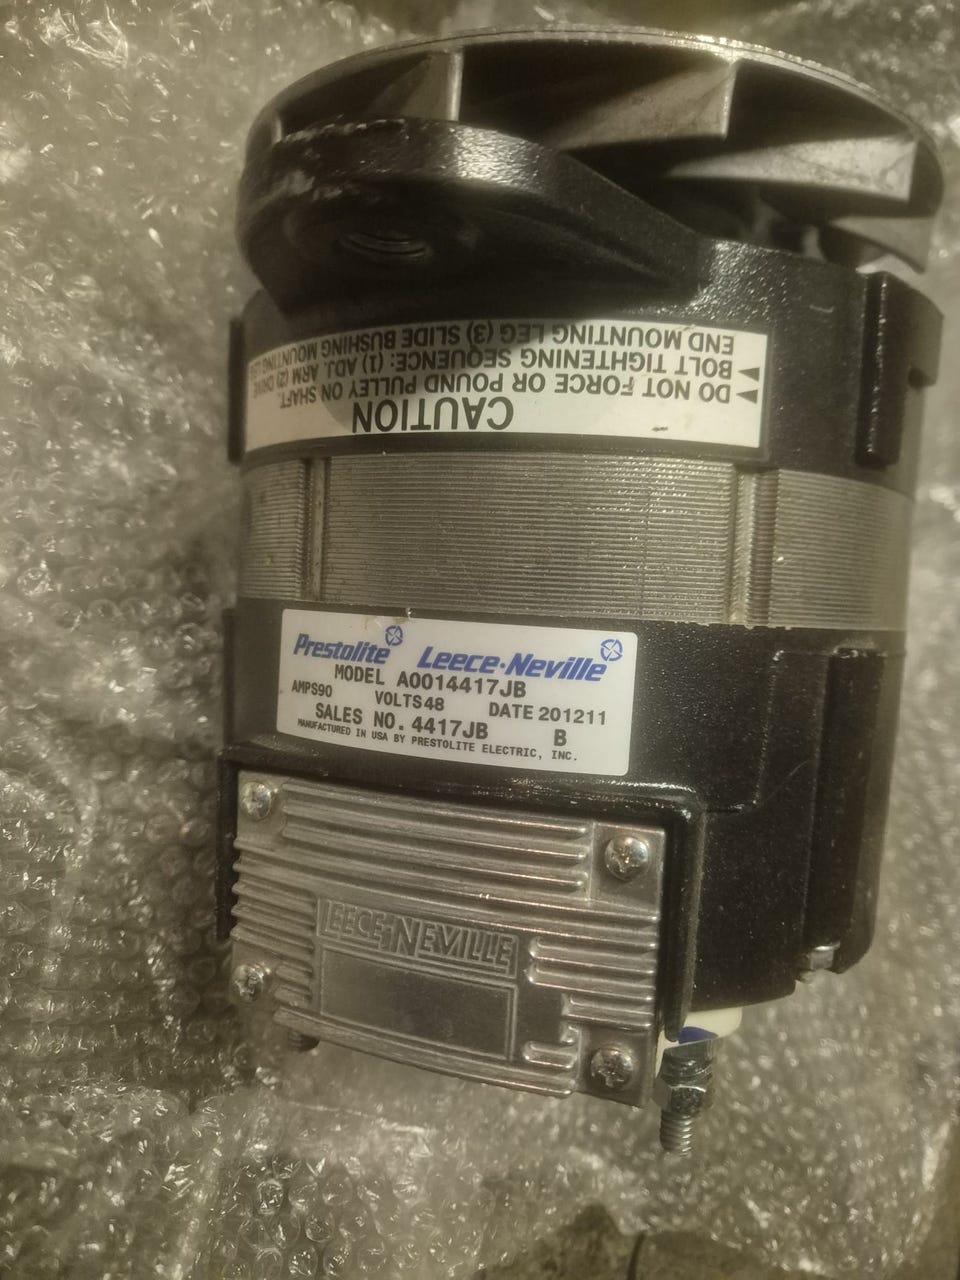 CAUTION
DO NOT FORCE OR POUND PULLEY ON SHAFT.
BOLT TIGHTENING SEQUENCE: (1) ADJ. ARM (2) DRIVE
END MOUNTING LEG (3) SLIDE BUSHING MOUNTING
Prestolite Leece-Neville
MODEL A0014417JB
AMPS90 VOLTS48 DATE 201211
SALES NO. 4417JB B
MANUFACTURED IN USA BY PRESTOLITE ELECTRIC, INC.
LEECE-NEVILLE